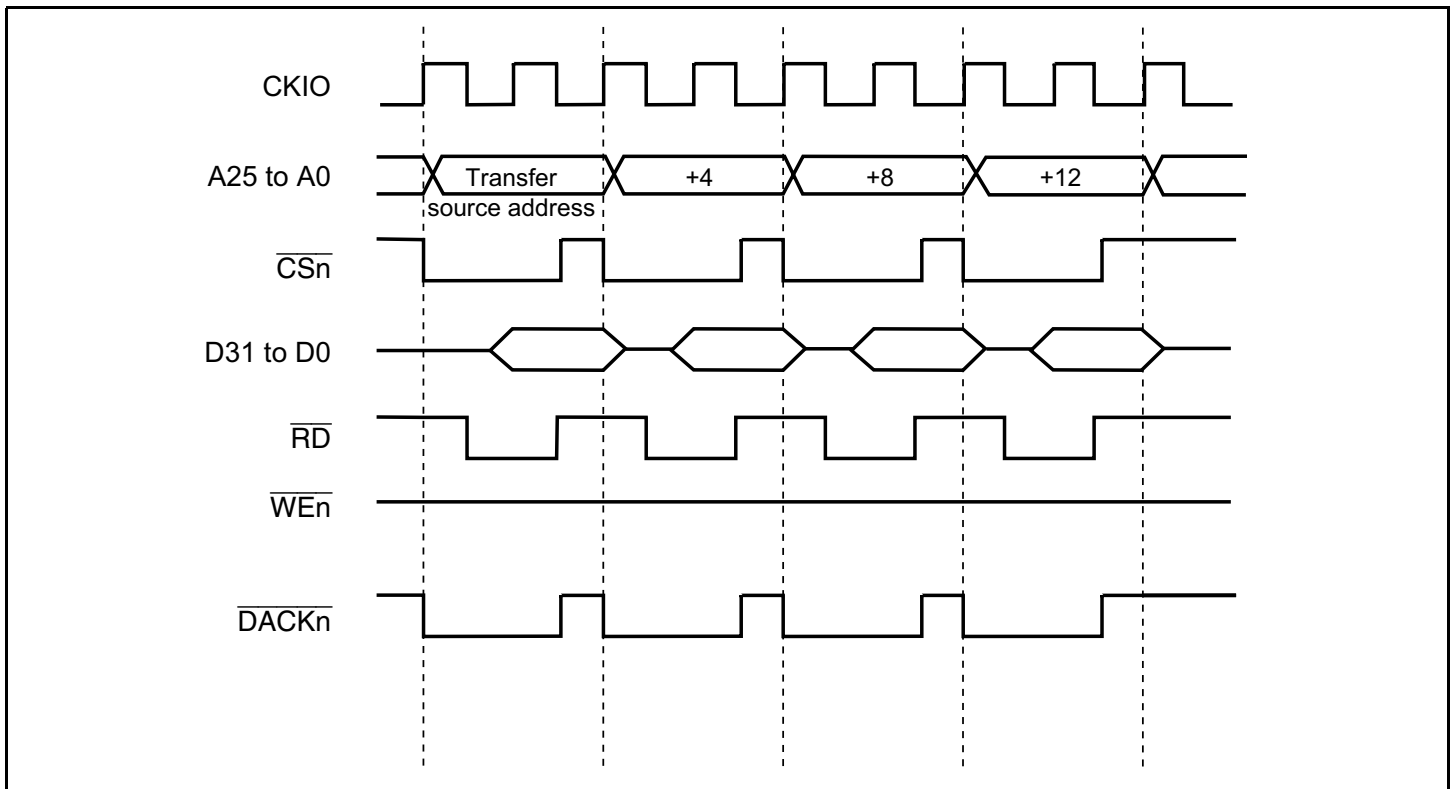 CKIO
A25 to A0
Transfer
source address
+4
+8
+12
CSn
D31 to D0
RD
WEn
DACKn